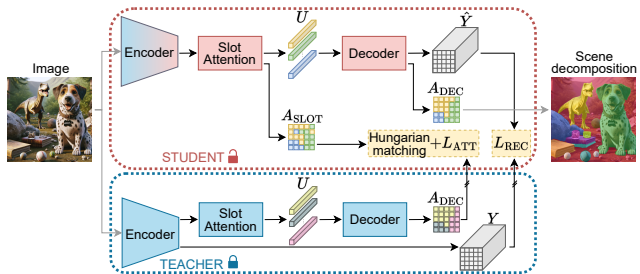 Image
Encoder
Slot
Attention
U
Decoder
Ŷ
Scene
decomposition
A_DEC
A_SLOT
Hungarian
matching
+L_ATT
L_REC
STUDENT
U
Encoder
Slot
Attention
Decoder
A_DEC
Y
TEACHER